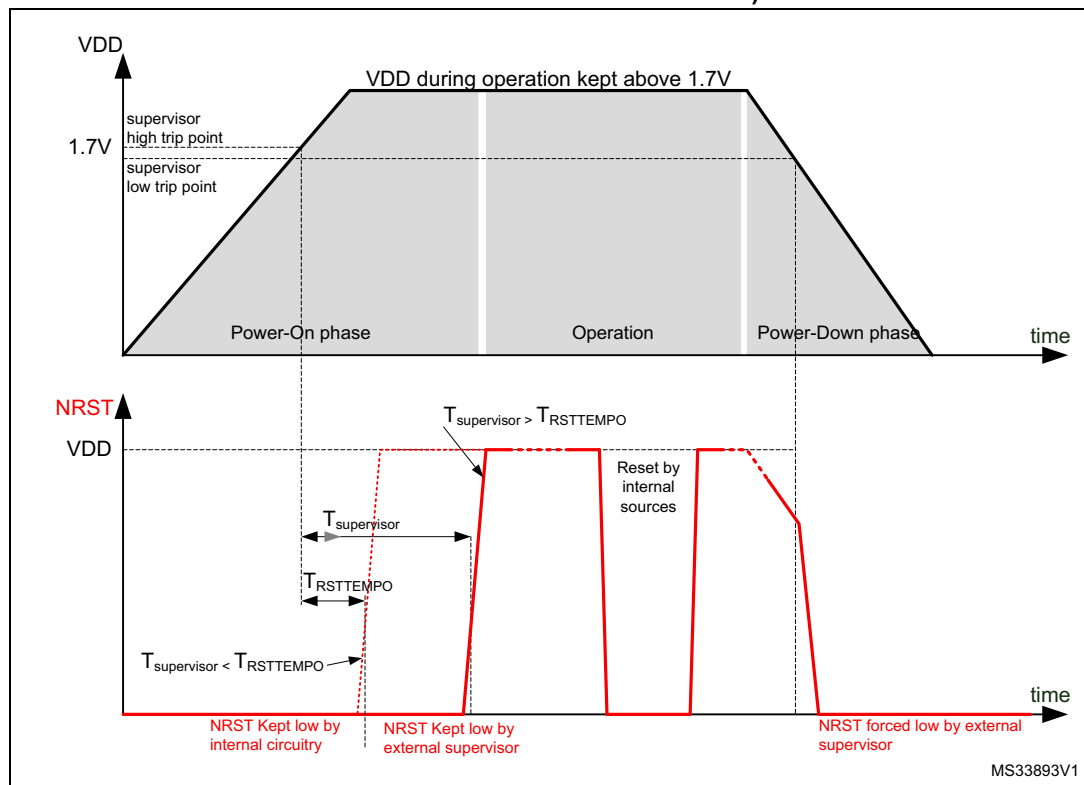 VDD
VDD during operation kept above 1.7V
supervisor
high trip point
1.7V
supervisor
low trip point
Power-On phase
Operation
Power-Down phase
time
NRST
VDD
Tsupervisor > TRSTTEMPO
Reset by
internal
sources
Tsupervisor
TRSTTEMPO
Tsupervisor < TRSTTEMPO
time
NRST Kept low by
internal circuitry
NRST Kept low by
external supervisor
NRST forced low by external
supervisor
MS33893V1